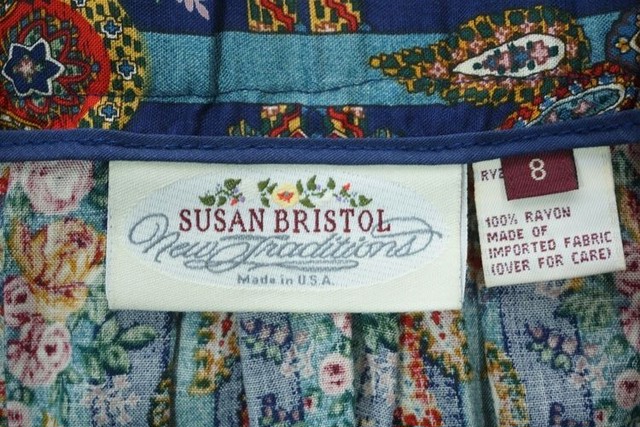 SUSAN BRISTOL
New Traditions
Made in U.S.A.
8
100% RAYON
MADE OF
IMPORTED FABRIC
(OVER FOR CARE)